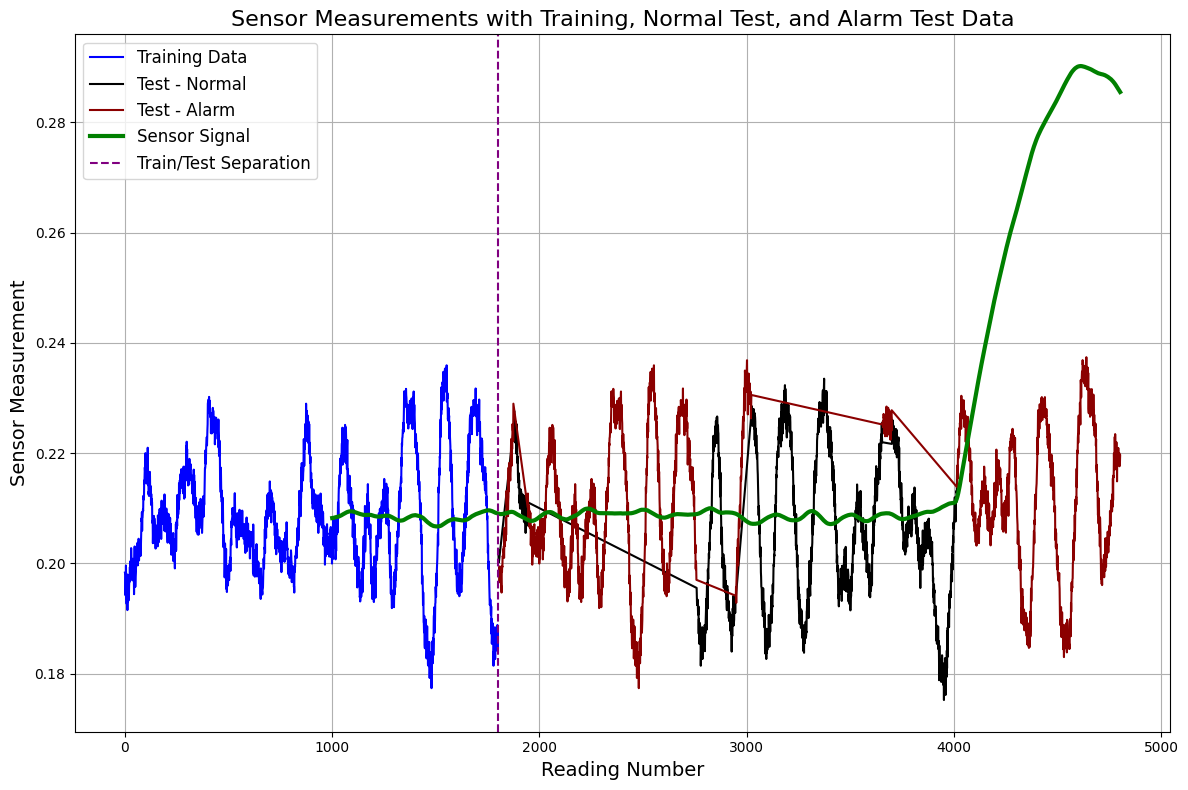 Sensor Measurements with Training, Normal Test, and Alarm Test Data
Training Data
Test - Normal
Test - Alarm
Sensor Signal
Train/Test Separation
Sensor Measurement
0.28
0.26
0.24
0.22
0.20
0.18
0 1000 2000 3000 4000 5000
Reading Number